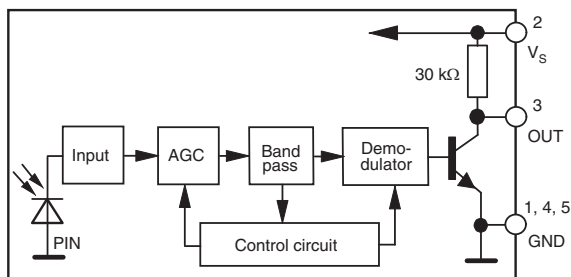 2
V_S
30 kΩ
3
OUT
Input
AGC
Band
pass
Demo-
dulator
1, 4, 5
GND
PIN
Control circuit